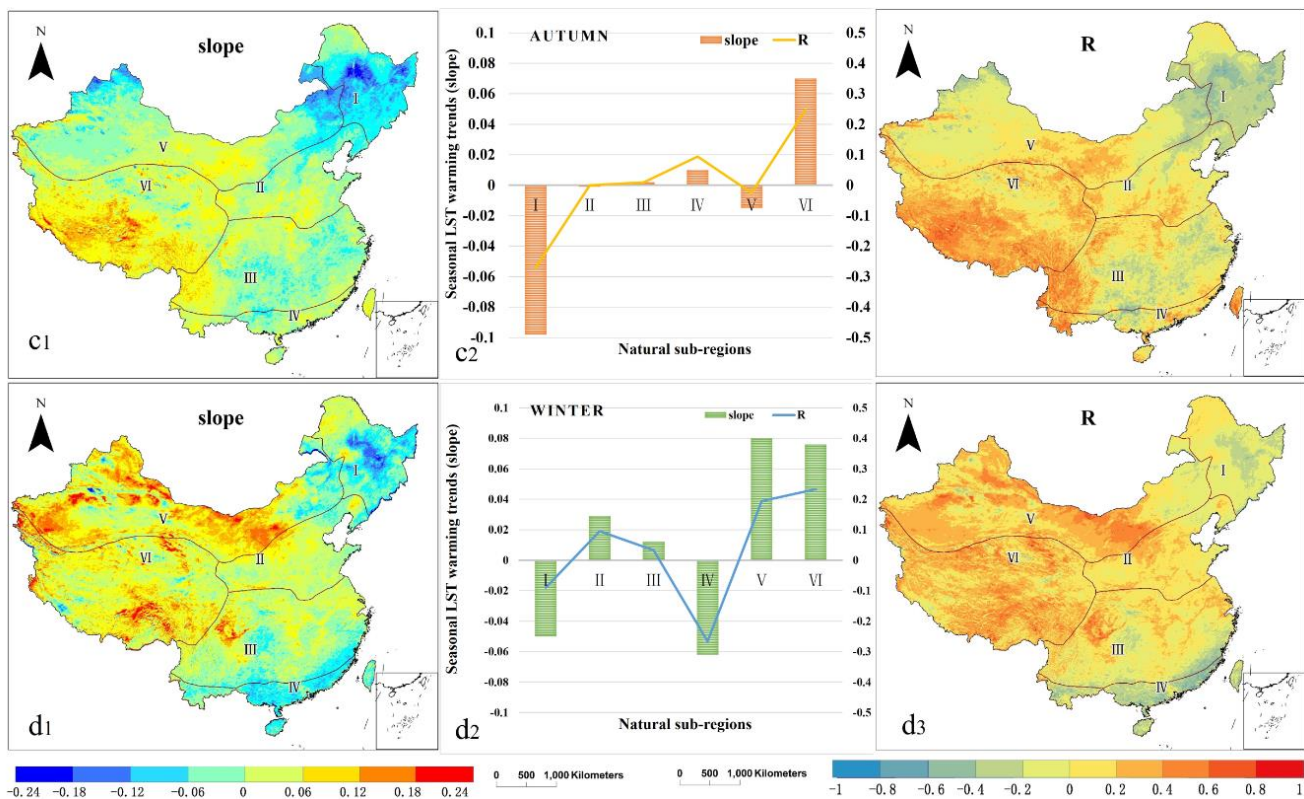 N
slope
I
II
III
IV
V
VI
c1
AUTUMN
slope
R
Seasonal LST warming trends (slope)
0.1
0.08
0.06
0.04
0.02
0
-0.02
-0.04
-0.06
-0.08
-0.1
I
II
III
IV
V
VI
0.5
0.4
0.3
0.2
0.1
0
-0.1
-0.2
-0.3
-0.4
-0.5
Natural sub-regions
c2
N
R
I
II
III
IV
V
VI
N
slope
I
II
III
IV
V
VI
d1
WINTER
slope
R
Seasonal LST warming trends (slope)
0.1
0.08
0.06
0.04
0.02
0
-0.02
-0.04
-0.06
-0.08
-0.1
I
II
III
IV
V
VI
0.5
0.4
0.3
0.2
0.1
0
-0.1
-0.2
-0.3
-0.4
-0.5
Natural sub-regions
d2
N
R
I
II
III
IV
V
VI
d3
-0.24 -0.18 -0.12 -0.06 0 0.06 0.12 0.18 0.24
0 500 1,000 Kilometers
0 500 1,000 Kilometers
-1 -0.8 -0.6 -0.4 -0.2 0 0.2 0.4 0.6 0.8 1